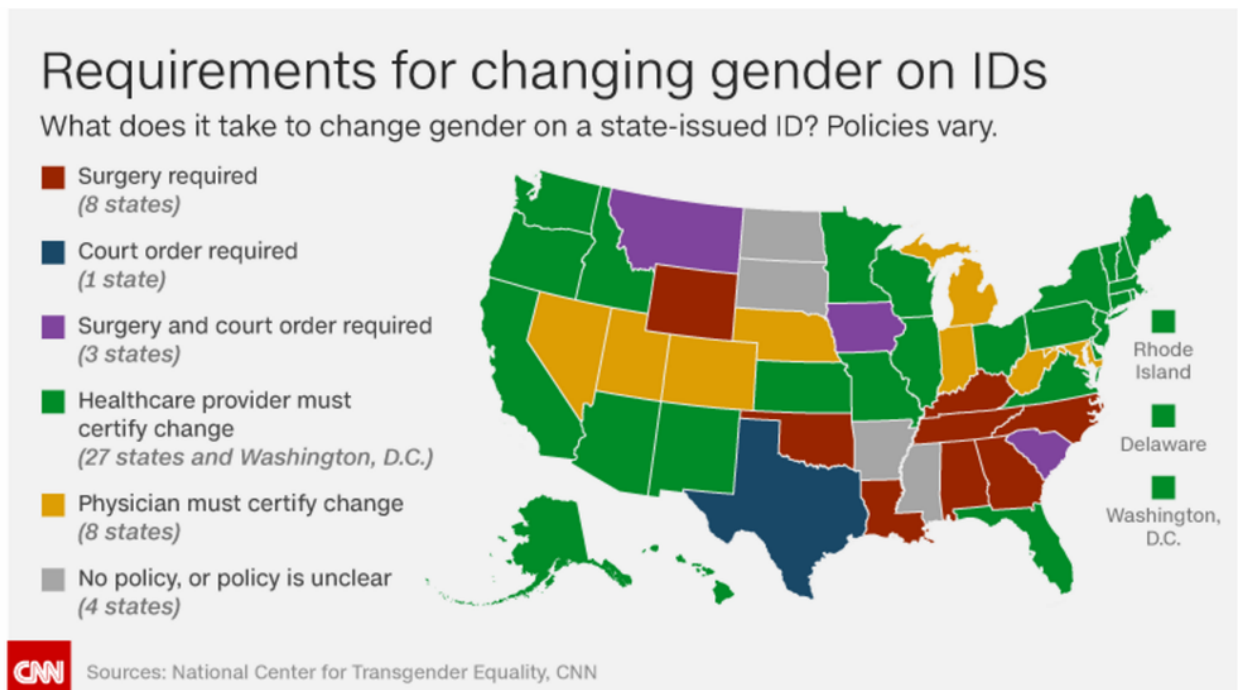 Requirements for changing gender on IDs
What does it take to change gender on a state-issued ID? Policies vary.
Surgery required
(8 states)
Court order required
(1 state)
Surgery and court order required
(3 states)
Healthcare provider must
certify change
(27 states and Washington, D.C.)
Physician must certify change
(8 states)
No policy, or policy is unclear
(4 states)
Rhode
Island
Delaware
Washington,
D.C.
CNN
Sources: National Center for Transgender Equality, CNN